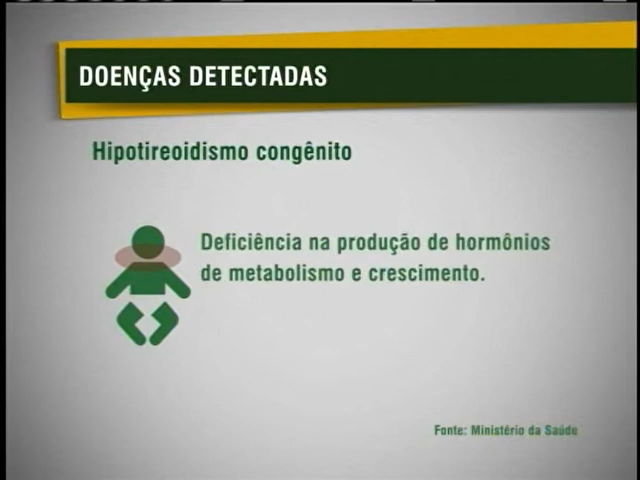 DOENÇAS DETECTADAS
Hipotireoidismo congênito
Deficiência na produção de hormônios
de metabolismo e crescimento.
Fonte: Ministério da Saúde